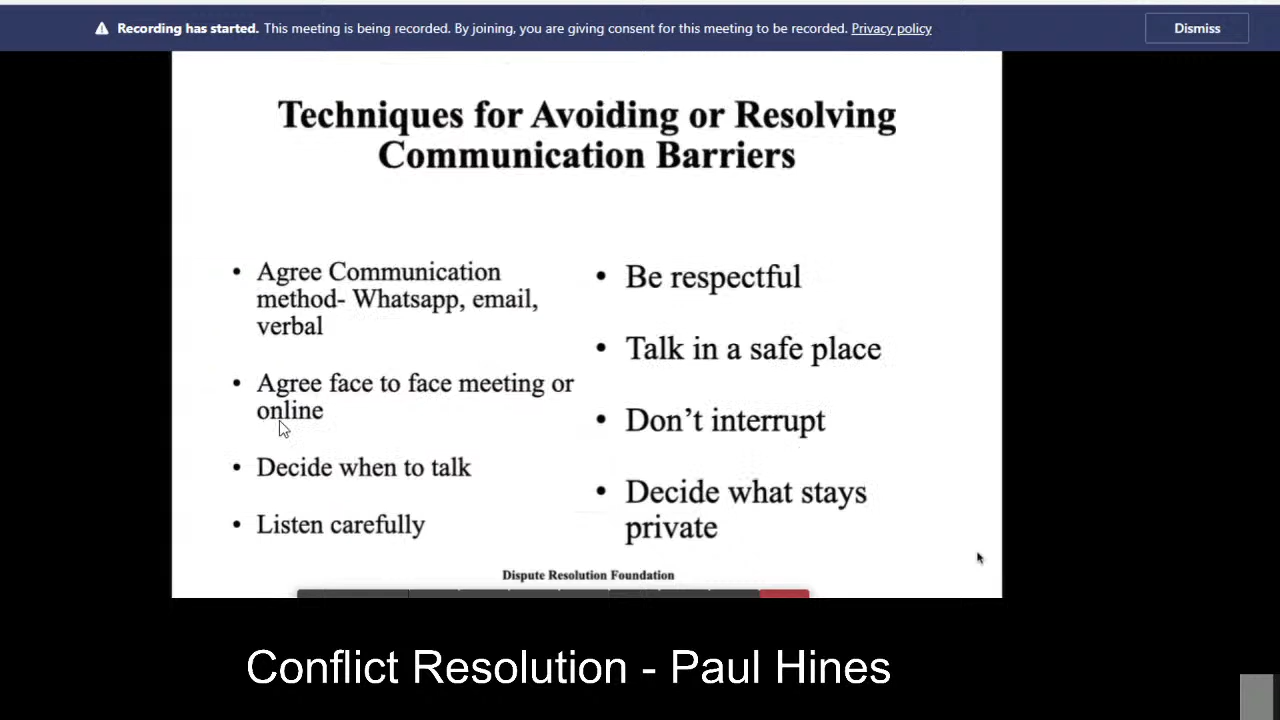 Recording has started. This meeting is being recorded. By joining, you are giving consent for this meeting to be recorded. Privacy policy
Dismiss
Techniques for Avoiding or Resolving
Communication Barriers
• Agree Communication
method- Whatsapp, email,
verbal
• Agree face to face meeting or
online
• Decide when to talk
• Listen carefully
• Be respectful
• Talk in a safe place
• Don’t interrupt
• Decide what stays
private
Dispute Resolution Foundation
Conflict Resolution - Paul Hines